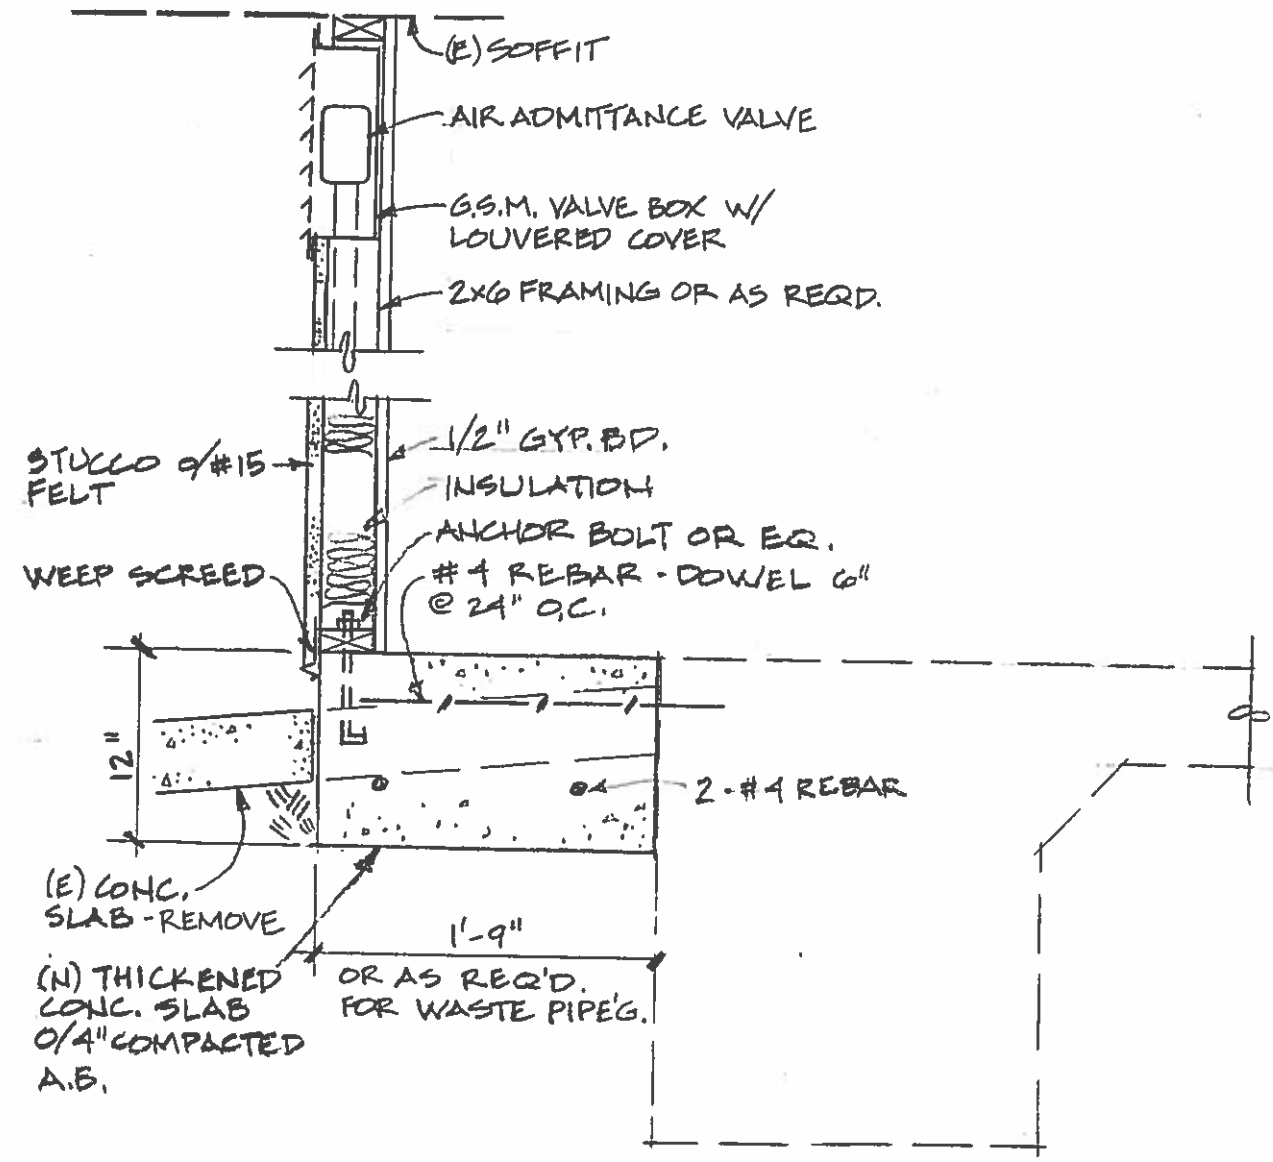 (E) SOFFIT
AIR ADMITTANCE VALVE
G.S.M. VALVE BOX W/
LOUVERED COVER
2x6 FRAMING OR AS REQD.
1/2" GYP. BD.
STUCCO O/#15
FELT
INSULATION
ANCHOR BOLT OR EQ.
WEEP SCREED
#4 REBAR - DOWEL 6"
@ 24" O.C.
12"
2-#4 REBAR
(E) CONC.
SLAB - REMOVE
1'-9"
OR AS REQ'D.
FOR WASTE PIPE'G.
(N) THICKENED
CONC. SLAB
O/4" COMPACTED
A.B.